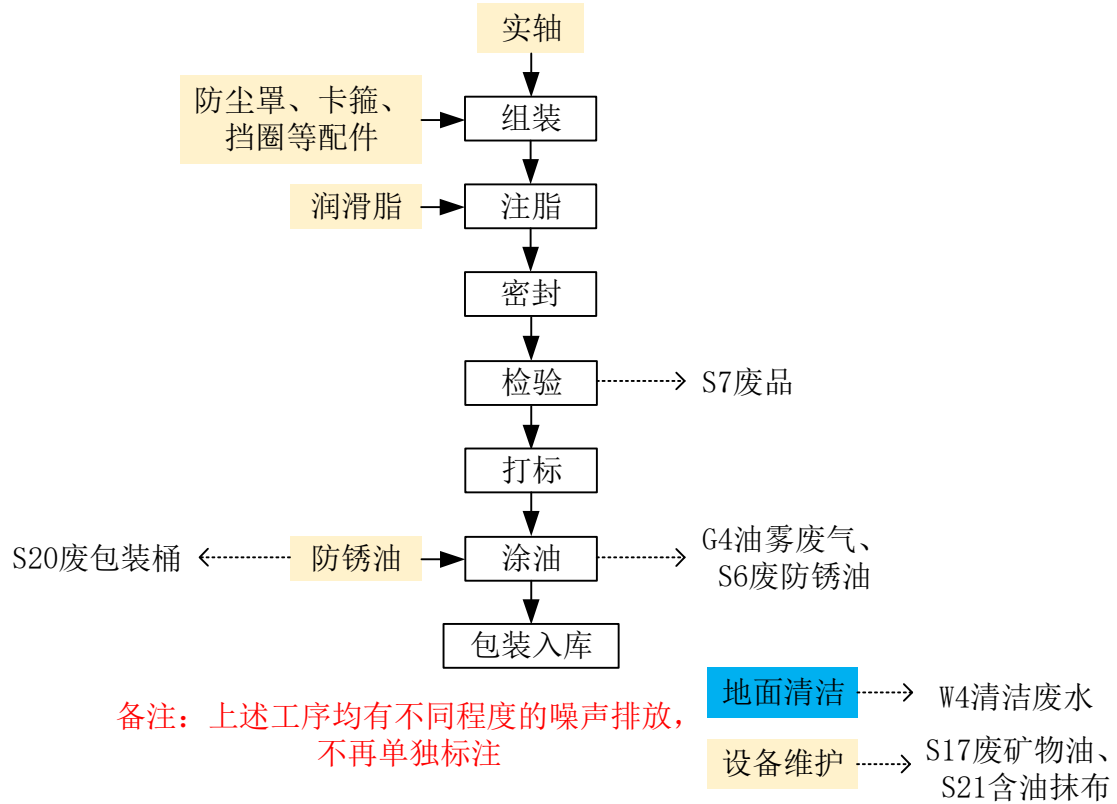 实轴
防尘罩、卡箍、
挡圈等配件
组装
润滑脂
注脂
密封
检验
S7废品
打标
S20废包装桶
防锈油
涂油
G4油雾废气、
S6废防锈油
包装入库
备注：上述工序均有不同程度的噪声排放，
不再单独标注
地面清洁
W4清洁废水
设备维护
S17废矿物油、
S21含油抹布